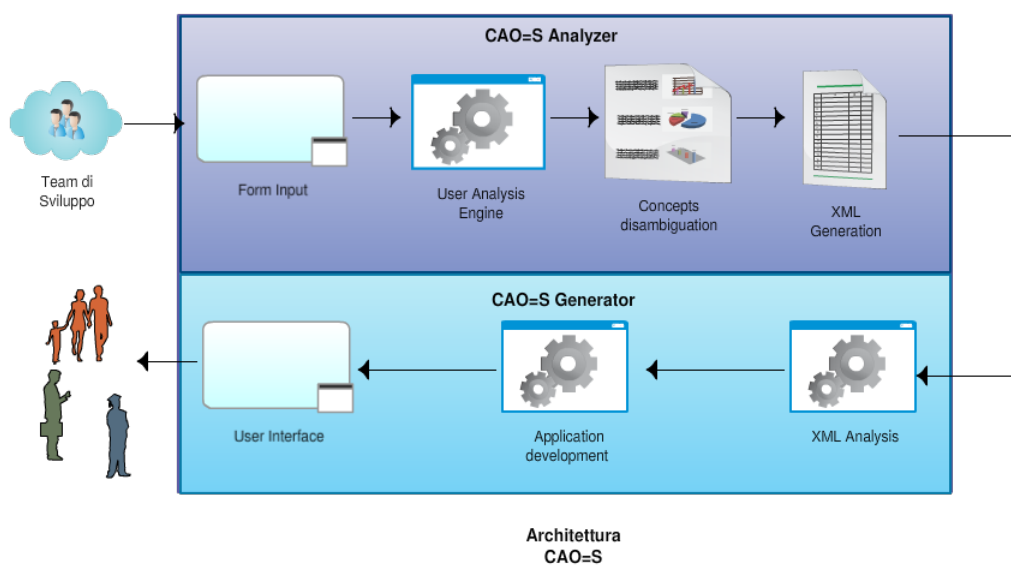 CAO=S Analyzer
Team di
Sviluppo
Form Input
User Analysis
Engine
Concepts
disambiguation
XML
Generation
CAO=S Generator
User Interface
Application
development
XML Analysis
Architettura
CAO=S